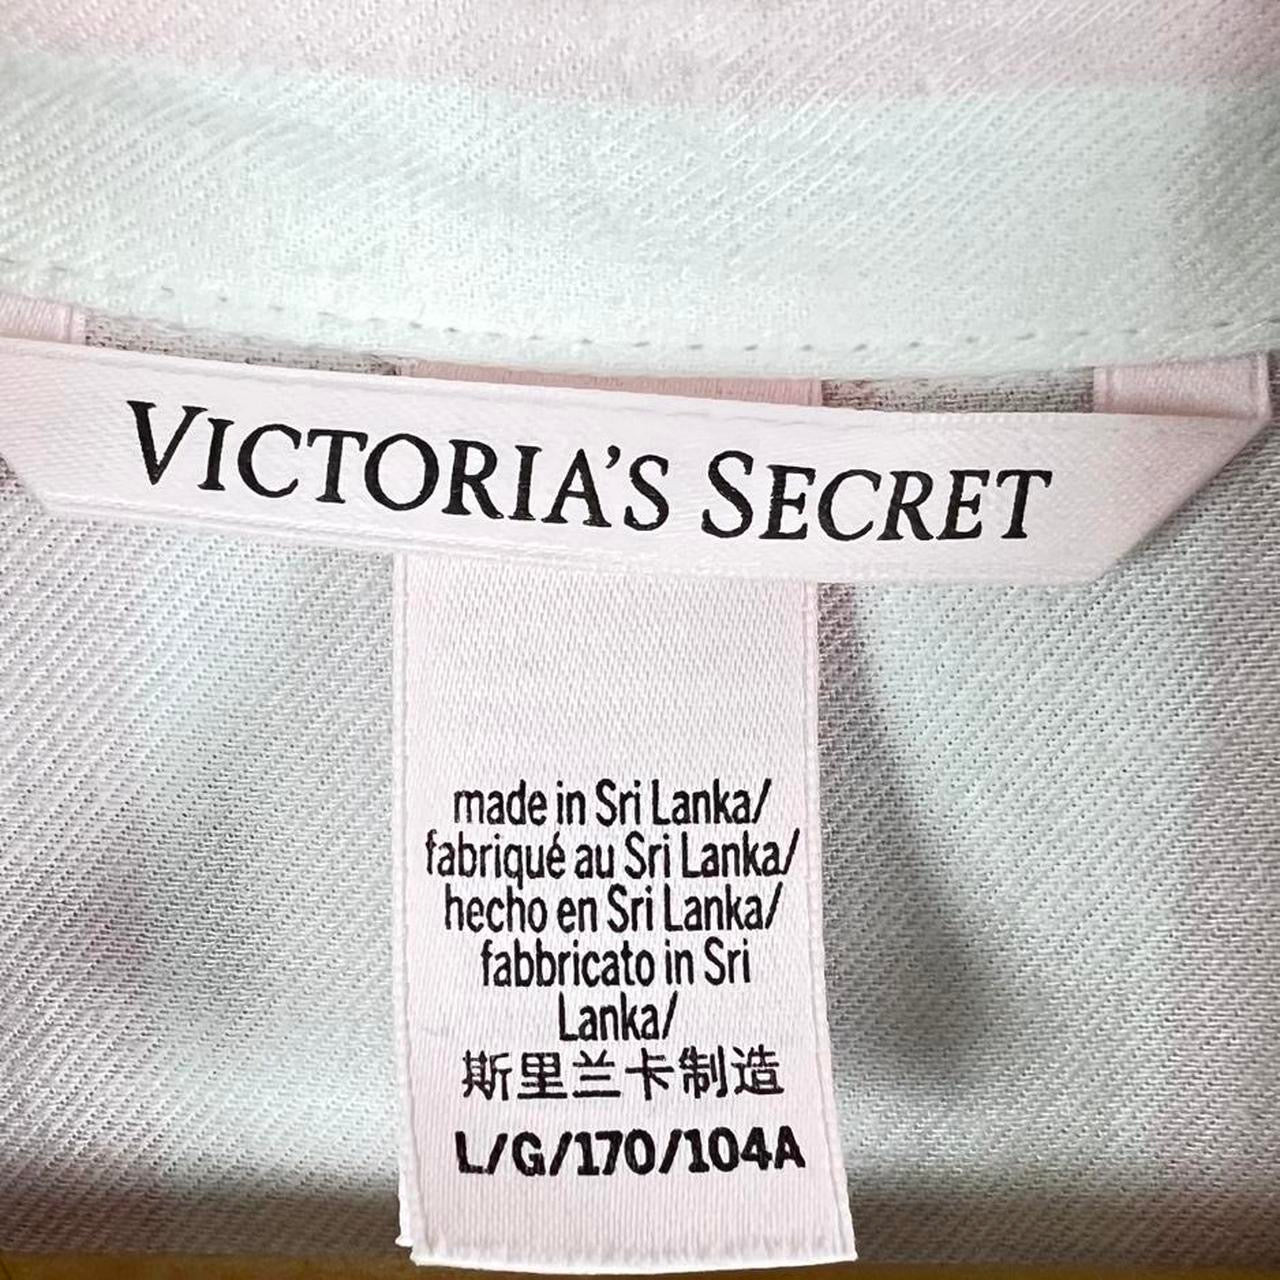 VICTORIA'S SECRET
made in Sri Lanka/
fabriqué au Sri Lanka/
hecho en Sri Lanka/
fabbricato in Sri
Lanka/
斯里兰卡制造
L/G/170/104A